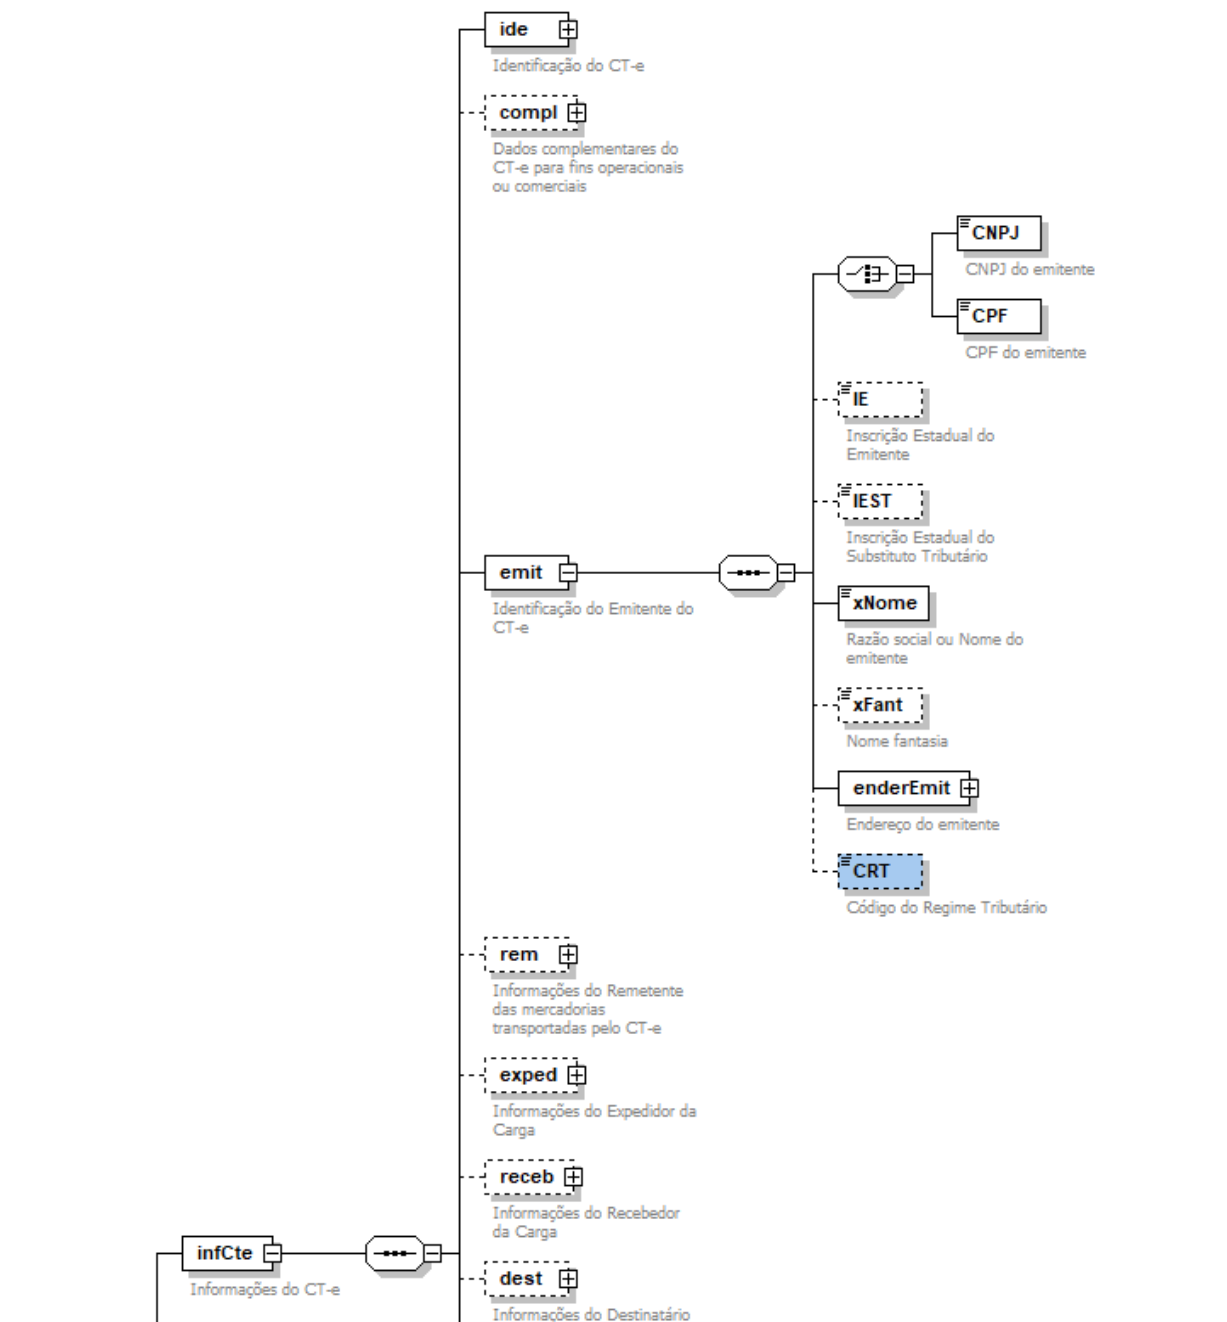 ide
Identificação do CT-e
compl
Dados complementares do
CT-e para fins operacionais
ou comerciais
CNPJ
CNPJ do emitente
CPF
CPF do emitente
IE
Inscrição Estadual do
Emitente
IEST
Inscrição Estadual do
Substituto Tributário
emit
Identificação do Emitente do
CT-e
xNome
Razão social ou Nome do
emitente
xFant
Nome fantasia
enderEmit
Endereço do emitente
CRT
Código do Regime Tributário
rem
Informações do Remetente
das mercadorias
transportadas pelo CT-e
exped
Informações do Expedidor da
Carga
receb
Informações do Recebedor
da Carga
infCte
Informações do CT-e
dest
Informações do Destinatário